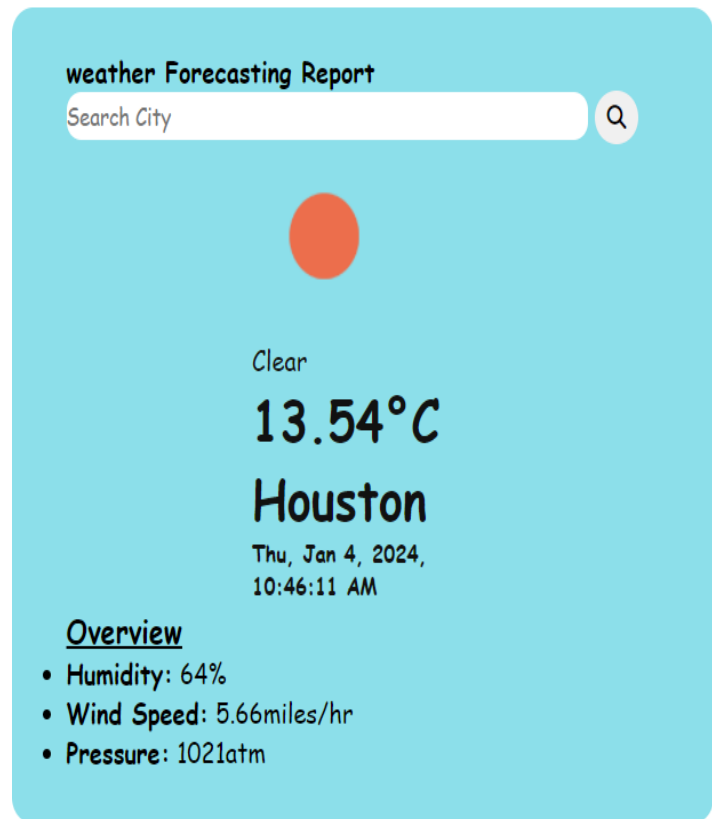 weather Forecasting Report
Search City
Clear
13.54°C
Houston
Thu, Jan 4, 2024,
10:46:11 AM
Overview
Humidity: 64%
Wind Speed: 5.66miles/hr
Pressure: 1021atm